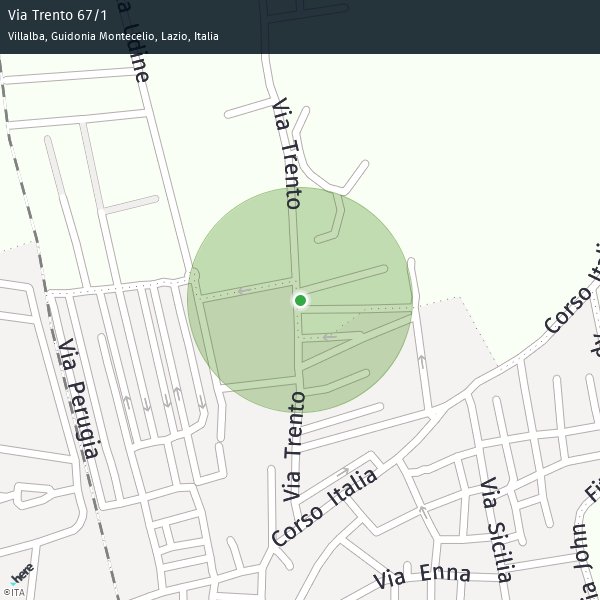 Via Trento 67/1
Villalba, Guidonia Montecelio, Lazio, Italia
Udine
Via Trento
Corso Itali
Via Perugia
Via Trento
Corso Italia
Via Sicilia
Via Enna
John
here
©ITA